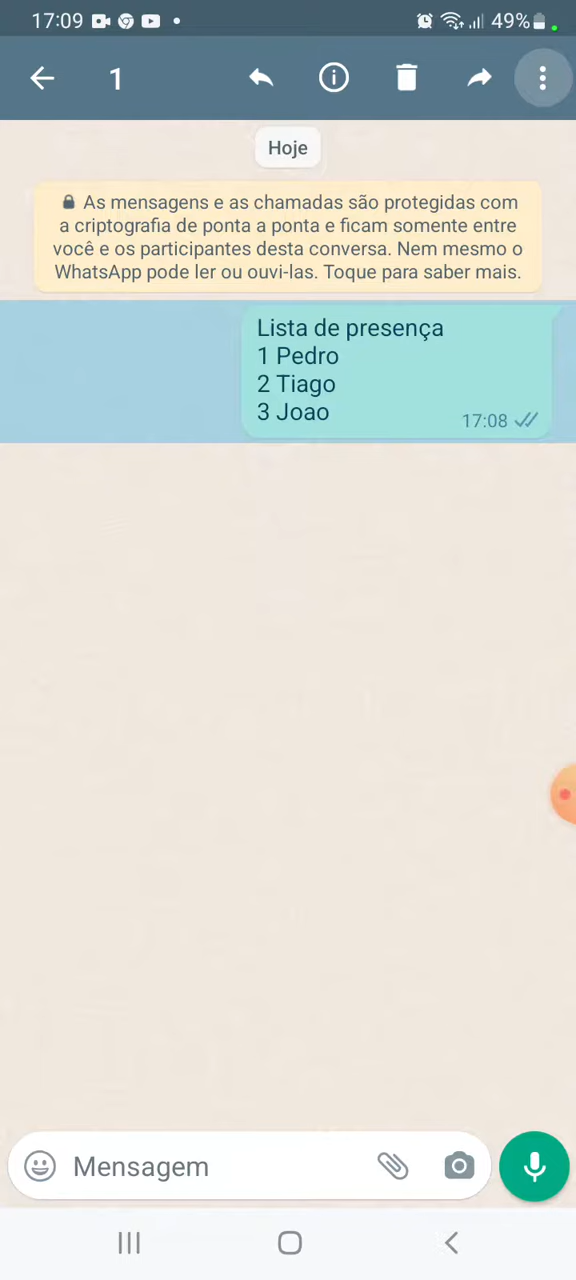 17:09
49%
1
Hoje
As mensagens e as chamadas são protegidas com
a criptografia de ponta a ponta e ficam somente entre
você e os participantes desta conversa. Nem mesmo o
WhatsApp pode ler ou ouvi-las. Toque para saber mais.
Lista de presença
1 Pedro
2 Tiago
3 Joao
17:08
Mensagem